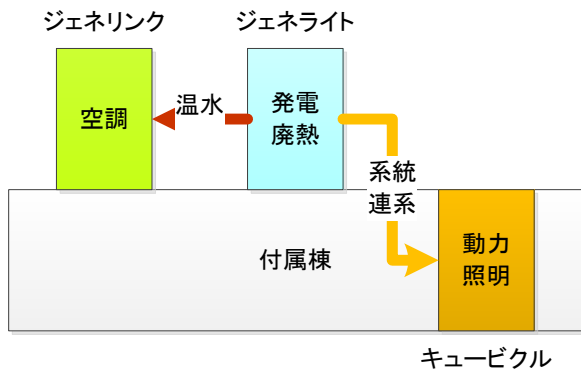 ジェネリンク
ジェネライト
空調
温水
発電
廃熱
系統
連系
付属棟
動力
照明
キュービクル